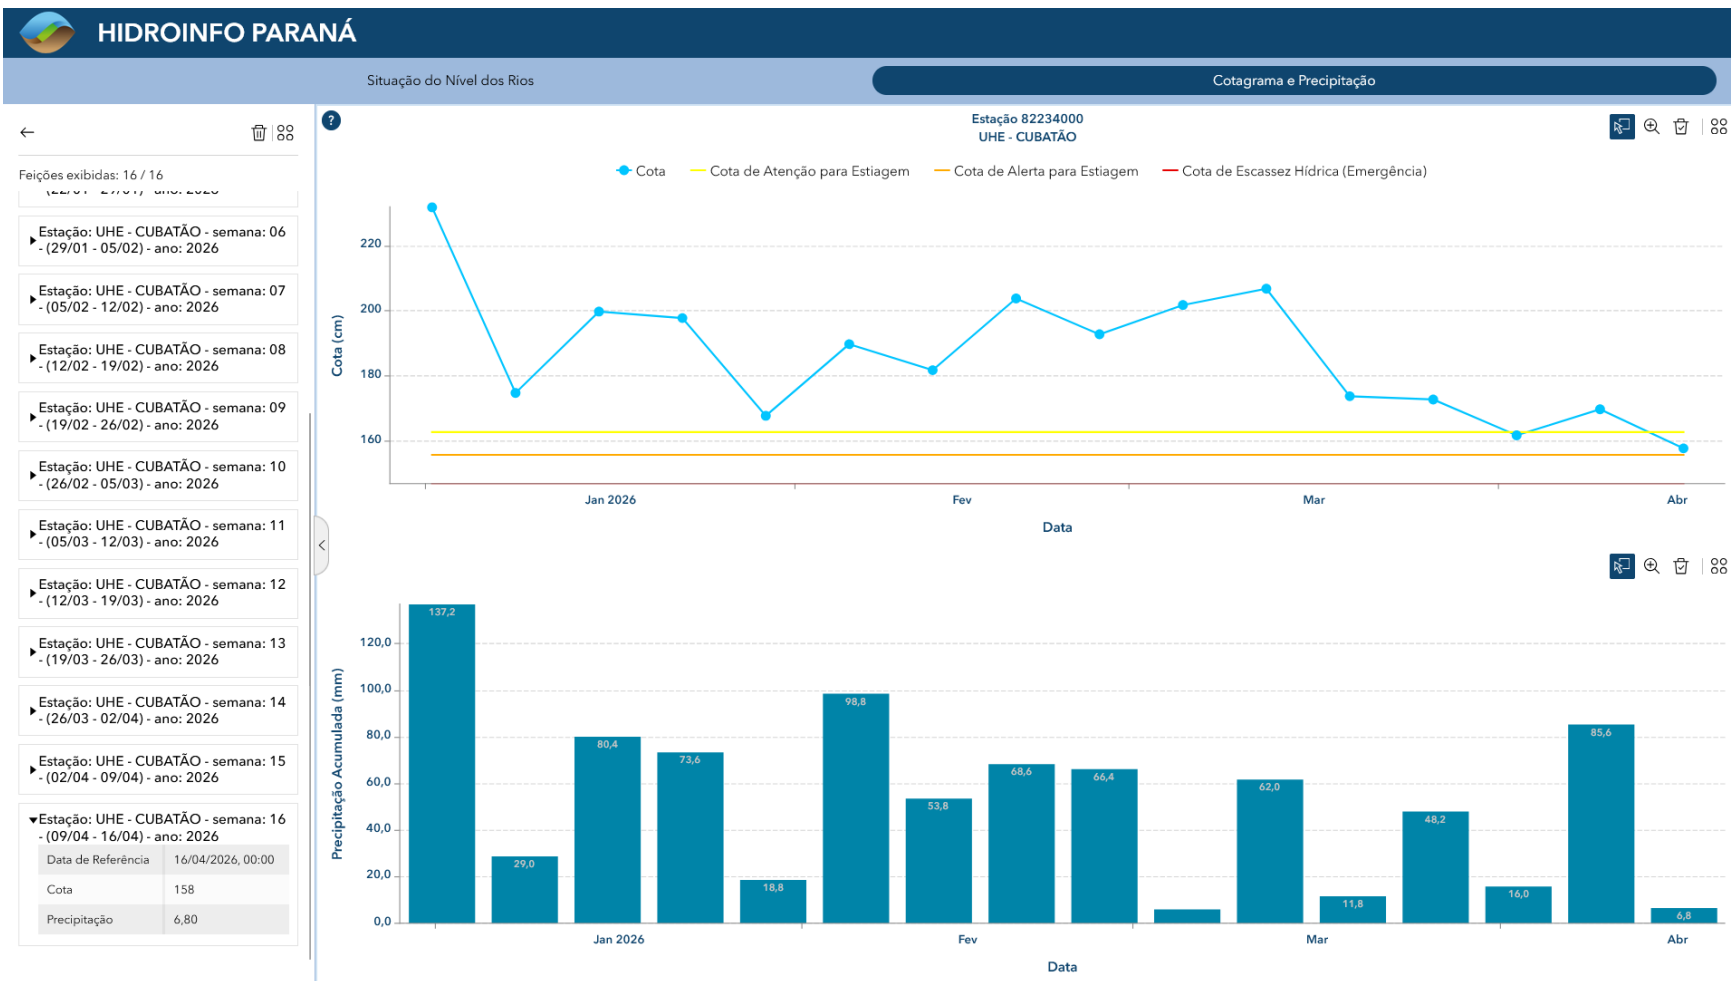 HIDROINFO PARANÁ
Situação do Nível dos Rios
Cotagrama e Precipitação
Feições exibidas: 16 / 16
Estação: UHE - CUBATÃO - semana: 06
- (29/01 - 05/02) - ano: 2026
Estação: UHE - CUBATÃO - semana: 07
- (05/02 - 12/02) - ano: 2026
Estação: UHE - CUBATÃO - semana: 08
- (12/02 - 19/02) - ano: 2026
Estação: UHE - CUBATÃO - semana: 09
- (19/02 - 26/02) - ano: 2026
Estação: UHE - CUBATÃO - semana: 10
- (26/02 - 05/03) - ano: 2026
Estação: UHE - CUBATÃO - semana: 11
- (05/03 - 12/03) - ano: 2026
Estação: UHE - CUBATÃO - semana: 12
- (12/03 - 19/03) - ano: 2026
Estação: UHE - CUBATÃO - semana: 13
- (19/03 - 26/03) - ano: 2026
Estação: UHE - CUBATÃO - semana: 14
- (26/03 - 02/04) - ano: 2026
Estação: UHE - CUBATÃO - semana: 15
- (02/04 - 09/04) - ano: 2026
Estação: UHE - CUBATÃO - semana: 16
- (09/04 - 16/04) - ano: 2026
Data de Referência 16/04/2026, 00:00
Cota 158
Precipitação 6,80
?
Estação 82234000
UHE - CUBATÃO
Cota Cota de Atenção para Estiagem Cota de Alerta para Estiagem Cota de Escassez Hídrica (Emergência)
Cota (cm)
220
200
180
160
Jan 2026 Fev Mar Abr
Data
Precipitação Acumulada (mm)
120,0
100,0
80,0
60,0
40,0
20,0
0,0
137,2
29,0
80,4
73,6
18,8
98,8
53,8
68,6
66,4
62,0
11,8
48,2
16,0
85,6
6,8
Jan 2026 Fev Mar Abr
Data